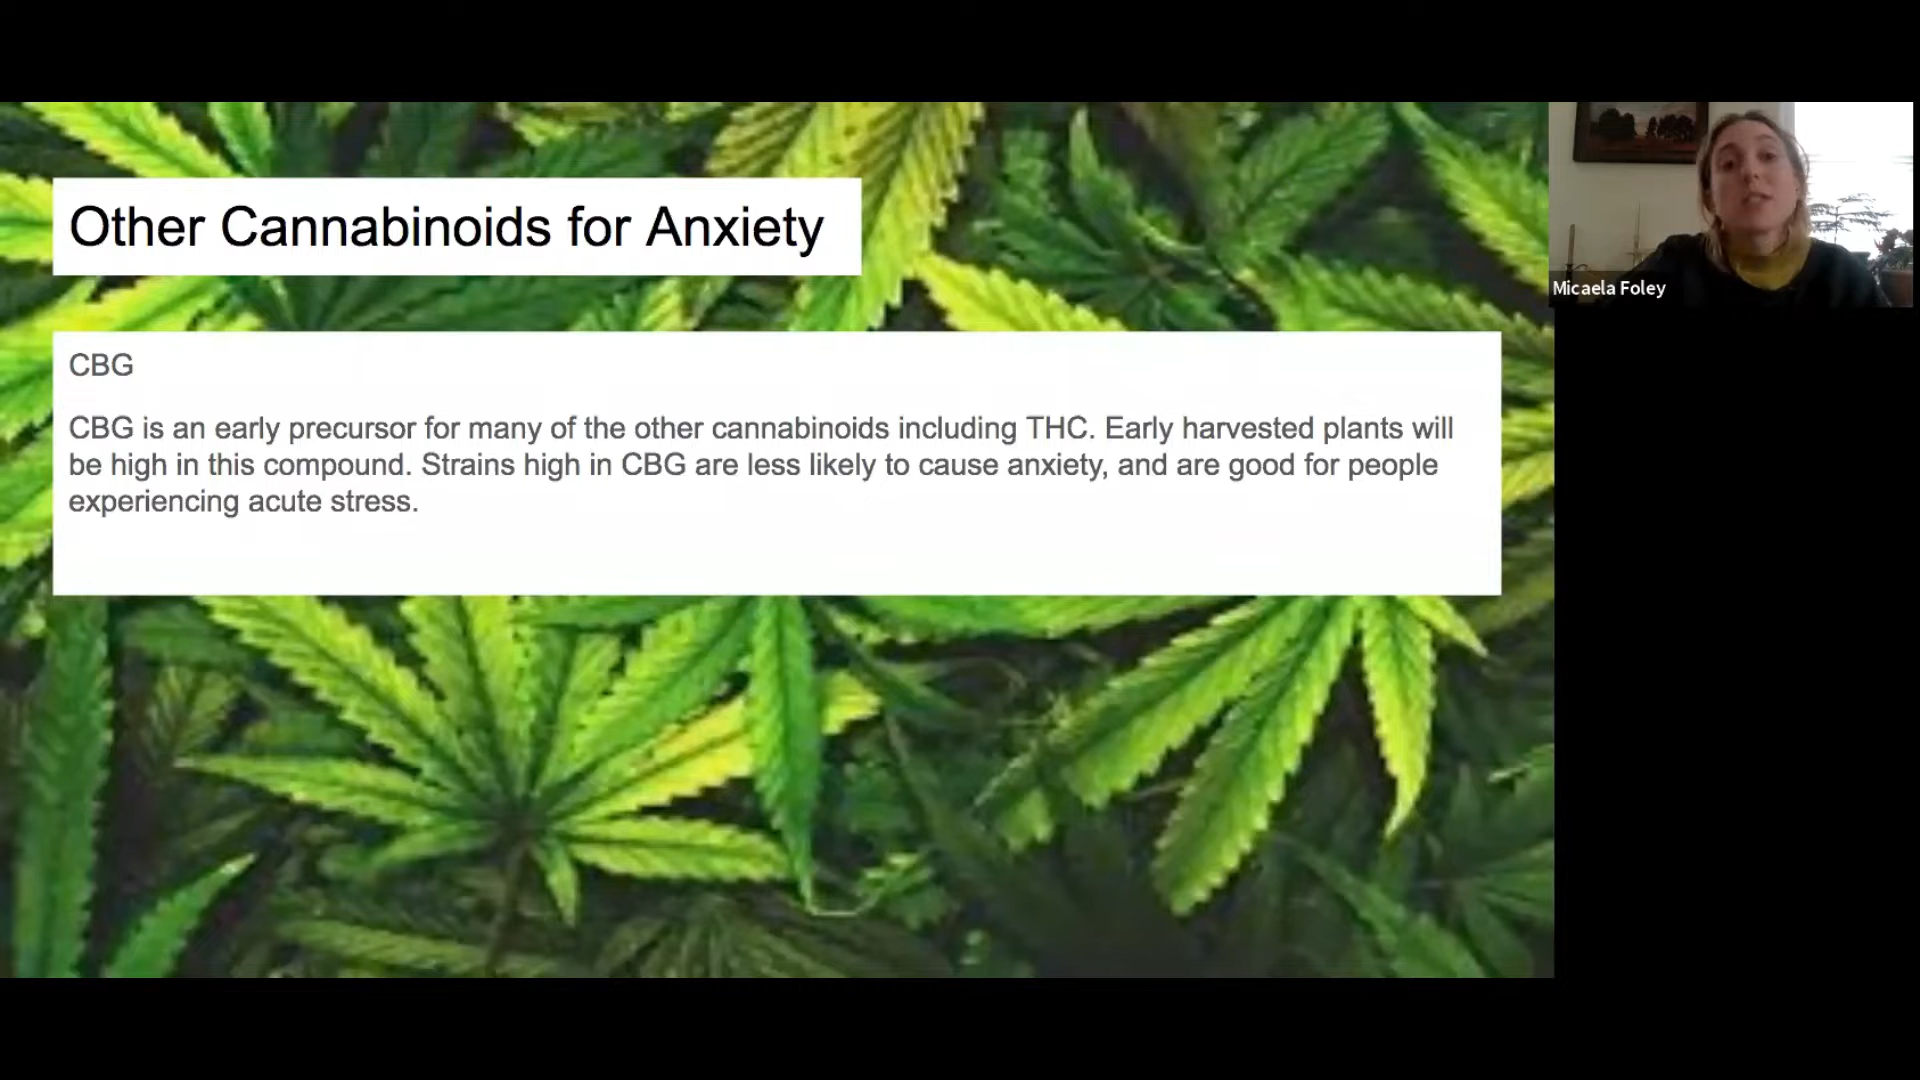 Other Cannabinoids for Anxiety
CBG
CBG is an early precursor for many of the other cannabinoids including THC. Early harvested plants will
be high in this compound. Strains high in CBG are less likely to cause anxiety, and are good for people
experiencing acute stress.
Micaela Foley